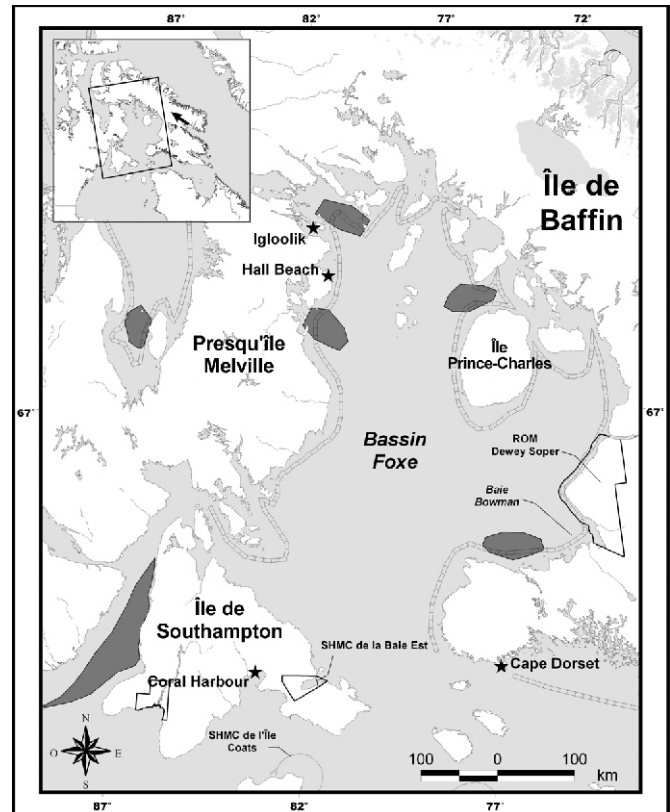 87°
82°
77°
72°
Île de
Baffin
Igloolik
Hall Beach
Presqu'île
Melville
Île
Prince-Charles
67°
67°
Bassin
Foxe
ROM
Dewey Soper
Baie
Bowman
Île de
Southampton
SHMC de la Baie Est
Coral Harbour
Cape Dorset
SHMC de l'Île
Coats
N
O
E
S
100
0
100
km
87°
82°
77°